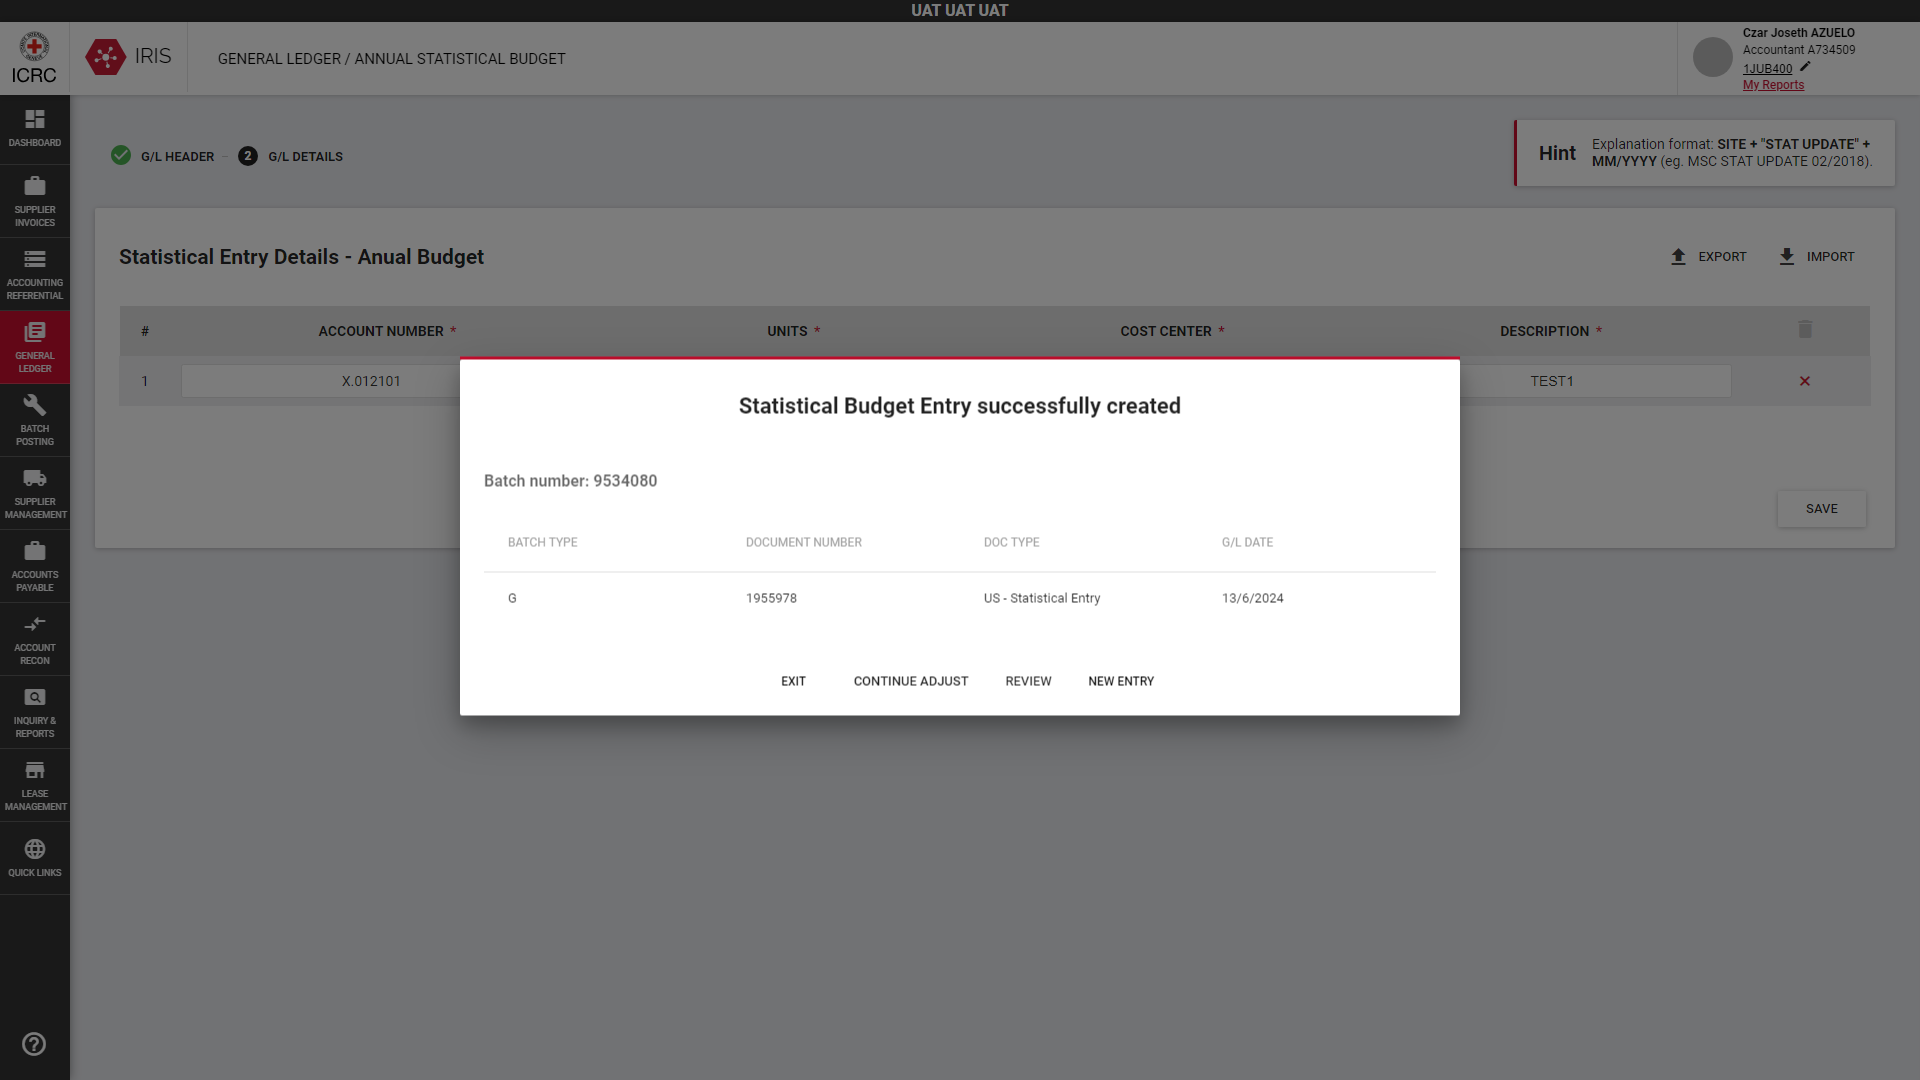 UAT UAT UAT
ICRC
IRIS
GENERAL LEDGER / ANNUAL STATISTICAL BUDGET
Czar Joseth AZUELO
Accountant A734509
1JUB400
My Reports
DASHBOARD
SUPPLIER
INVOICES
ACCOUNTING
REFERENTIAL
GENERAL
LEDGER
BATCH
POSTING
SUPPLIER
MANAGEMENT
ACCOUNTS
PAYABLE
ACCOUNT
RECON
INQUIRY &
REPORTS
LEASE
MANAGEMENT
QUICK LINKS
G/L HEADER
2 G/L DETAILS
Hint
Explanation format: SITE + "STAT UPDATE" +
MM/YYYY (eg. MSC STAT UPDATE 02/2018).
Statistical Entry Details - Anual Budget
EXPORT
IMPORT
# ACCOUNT NUMBER * UNITS * COST CENTER * DESCRIPTION *
1 X.012101 TEST1
SAVE
Statistical Budget Entry successfully created
Batch number: 9534080
BATCH TYPE DOCUMENT NUMBER DOC TYPE G/L DATE
G 1955978 US - Statistical Entry 13/6/2024
EXIT CONTINUE ADJUST REVIEW NEW ENTRY